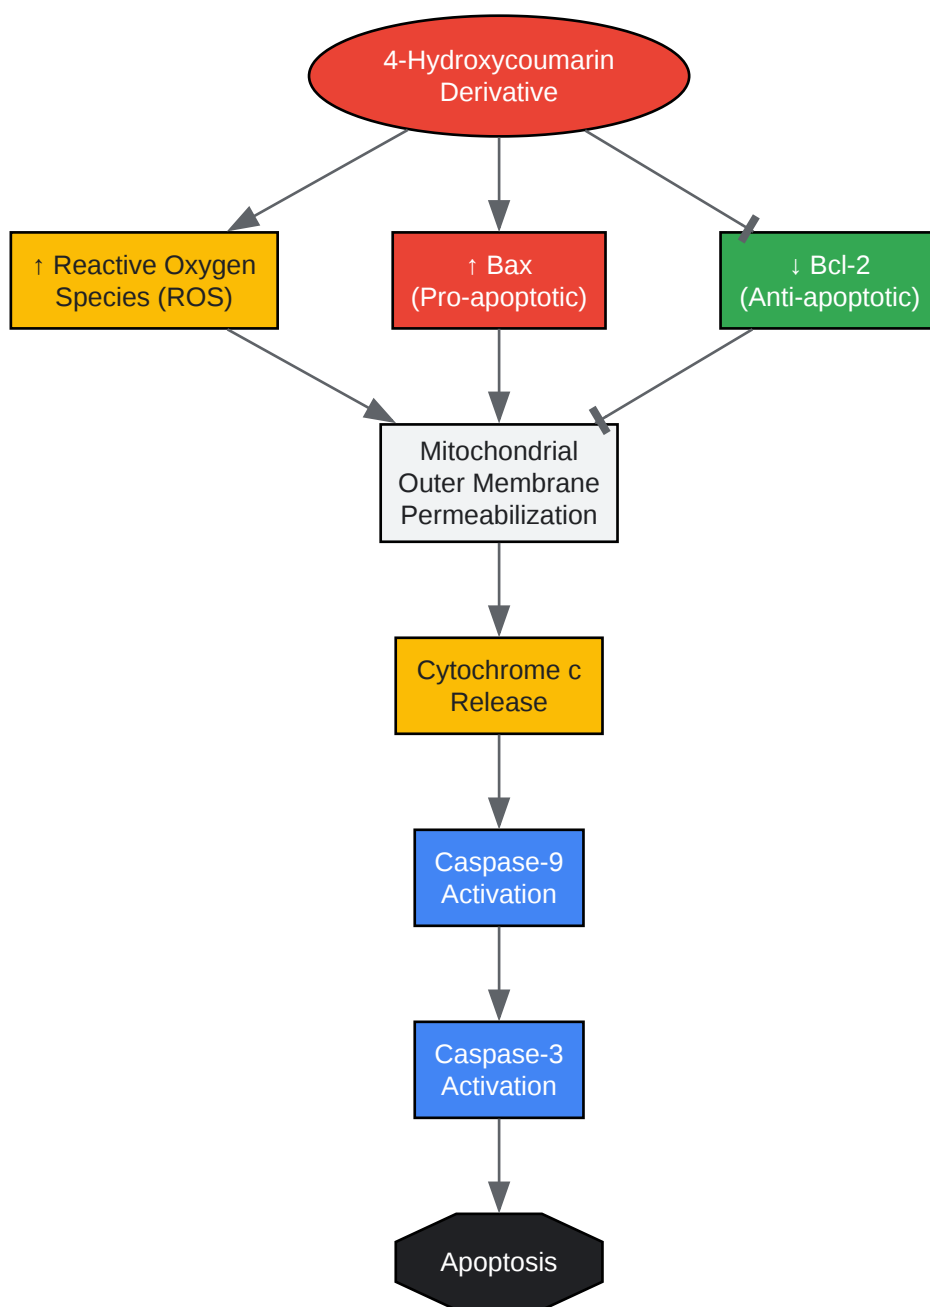 4-Hydroxycoumarin
Derivative
↑ Reactive Oxygen
Species (ROS)
↑ Bax
(Pro-apoptotic)
↓ Bcl-2
(Anti-apoptotic)
Mitochondrial
Outer Membrane
Permeabilization
Cytochrome c
Release
Caspase-9
Activation
Caspase-3
Activation
Apoptosis